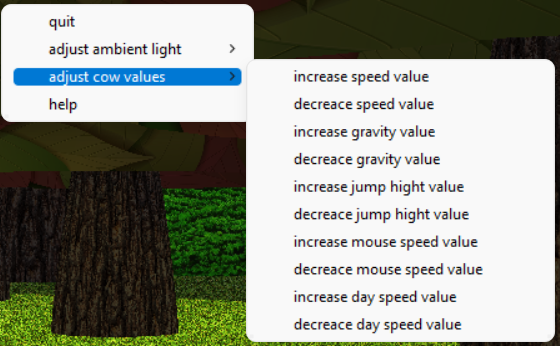 quit
adjust ambient light
adjust cow values
help
increase speed value
decreace speed value
increase gravity value
decreace gravity value
increase jump hight value
decreace jump hight value
increase mouse speed value
decreace mouse speed value
increase day speed value
decreace day speed value